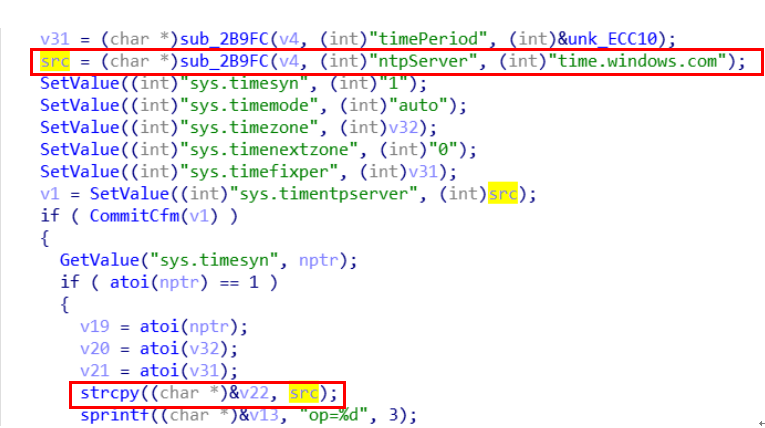 v31 = (char *)sub_2B9FC(v4, (int)"timePeriod", (int)&unk_ECC10);
src = (char *)sub_2B9FC(v4, (int)"ntpServer", (int)"time.windows.com");
SetValue((int)"sys.timesyn", (int)"1");
SetValue((int)"sys.timemode", (int)"auto");
SetValue((int)"sys.timezone", (int)v32);
SetValue((int)"sys.timenextzone", (int)"0");
SetValue((int)"sys.timefixper", (int)v31);
v1 = SetValue((int)"sys.timentpserver", (int)src);
if ( CommitCfm(v1) )
{
GetValue("sys.timesyn", nptr);
if ( atoi(nptr) == 1 )
{
v19 = atoi(nptr);
v20 = atoi(v32);
v21 = atoi(v31);
strcpy((char *)&v22, src);
sprintf((char *)&v13, "op=%d", 3);